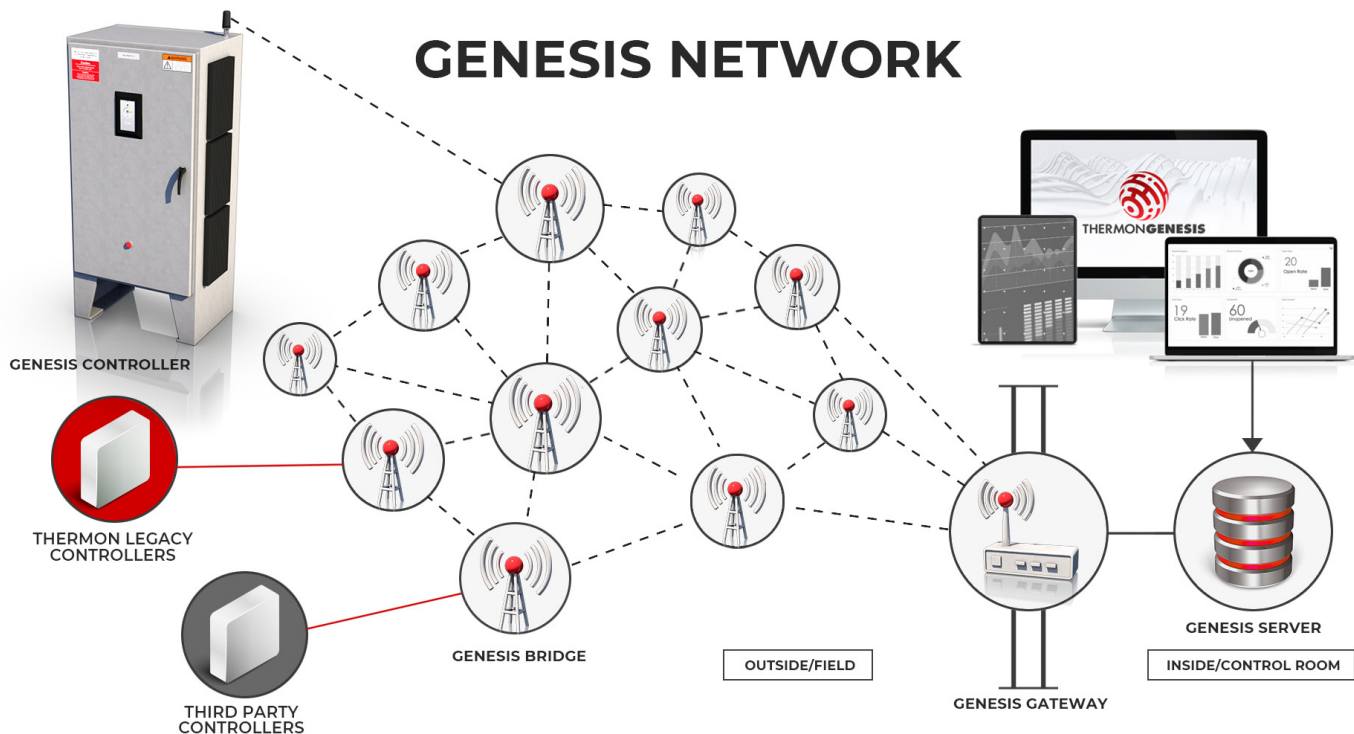 GENESIS NETWORK
GENESIS CONTROLLER
THERMON LEGACY
CONTROLLERS
THIRD PARTY
CONTROLLERS
GENESIS BRIDGE
OUTSIDE/FIELD
THERMONGENESIS
20
Open Rate
19
Click Rate
60
Unopened
GENESIS GATEWAY
GENESIS SERVER
INSIDE/CONTROL ROOM